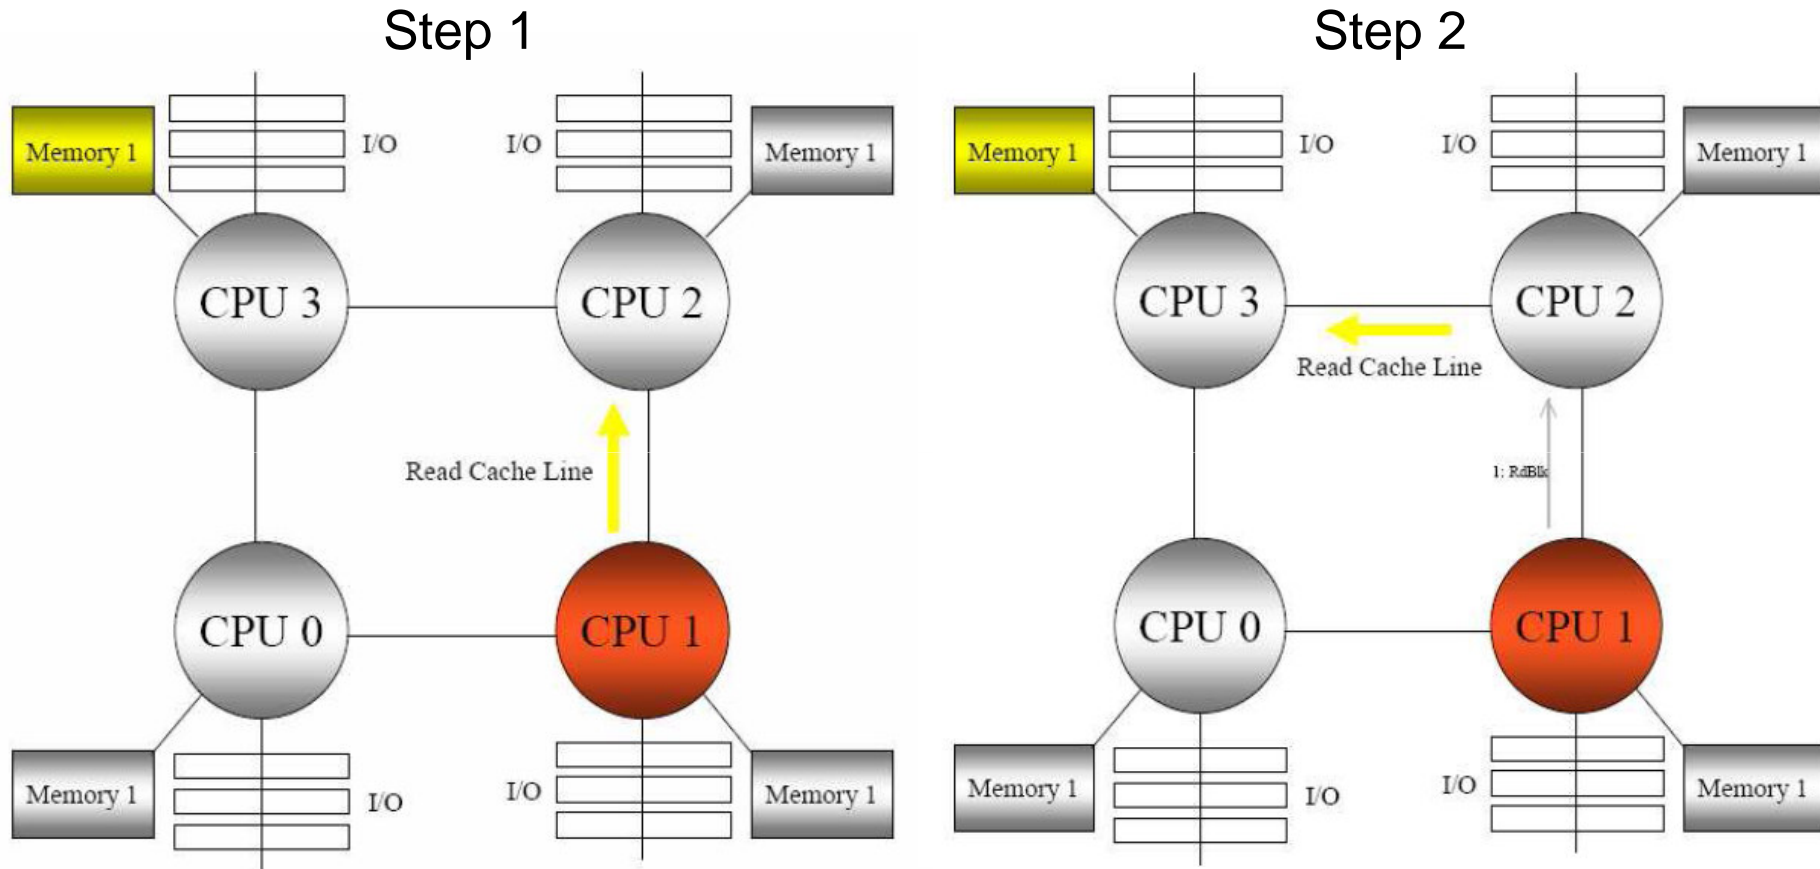 Step 1
Memory 1
I/O
I/O
Memory 1
CPU 3
CPU 2
Read Cache Line
CPU 0
CPU 1
Memory 1
I/O
I/O
Memory 1
Step 2
Memory 1
I/O
I/O
Memory 1
CPU 3
CPU 2
Read Cache Line
1: RdBlk
CPU 0
CPU 1
Memory 1
I/O
I/O
Memory 1